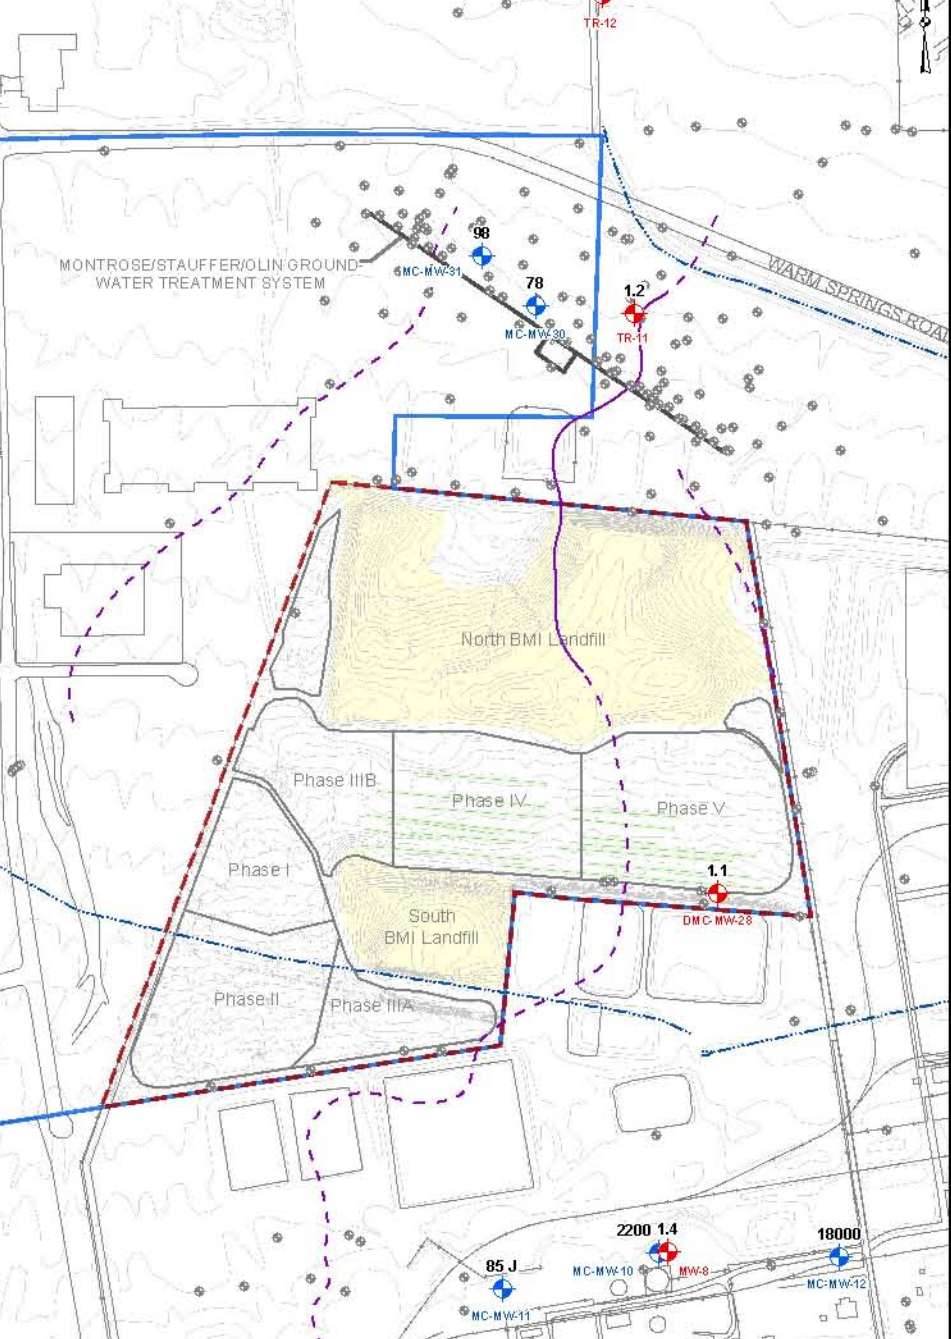 TR-12
98
MONTROSE/STAUFFER/OLIN GROUND-
WATER TREATMENT SYSTEM
MC-MW-31
WARM SPRINGS ROAD
78
1.2
MC-MW-30
TR-11
North BMI Landfill
Phase IIIB
Phase IV
Phase V
Phase I
1.1
South
BMI Landfill
DMC-MW-28
Phase II
Phase IIIA
2200 1.4
18000
85 J
MC-MW-10
MW-8
MC-MW-12
MC-MW-11